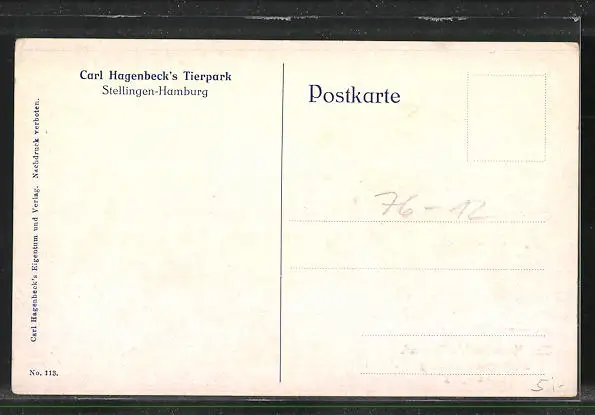 Carl Hagenbeck's Tierpark
Stellingen-Hamburg
Postkarte
Carl Hagenbeck's Eigentum und Verlag. Nachdruck verboten.
76-12
No. 113.
5.-